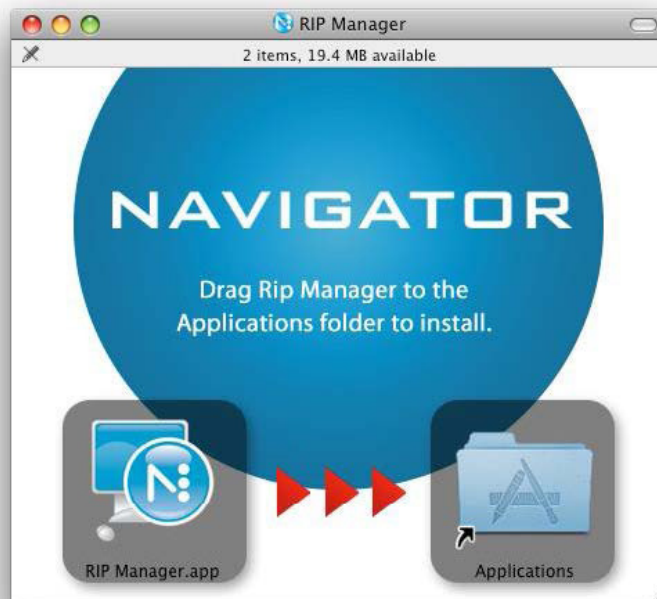 RIP Manager
2 items, 19.4 MB available
NAVIGATOR
Drag Rip Manager to the
Applications folder to install.
RIP Manager.app
Applications